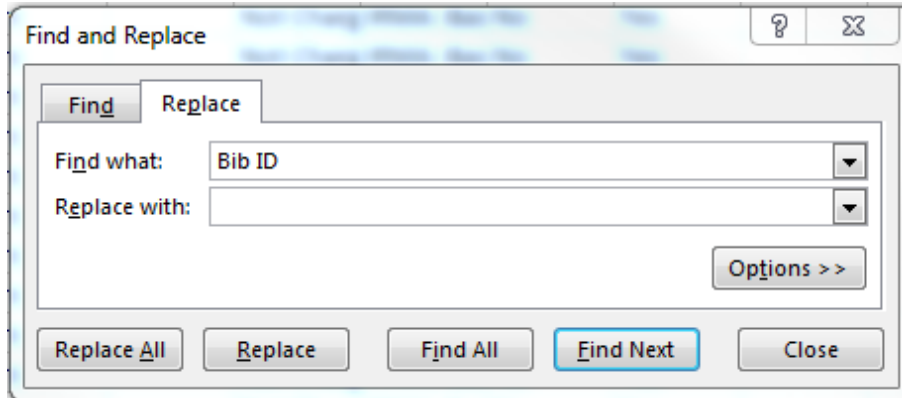 Find and Replace
Find Replace
Find what: Bib ID
Replace with:
Options >>
Replace All Replace Find All Find Next Close